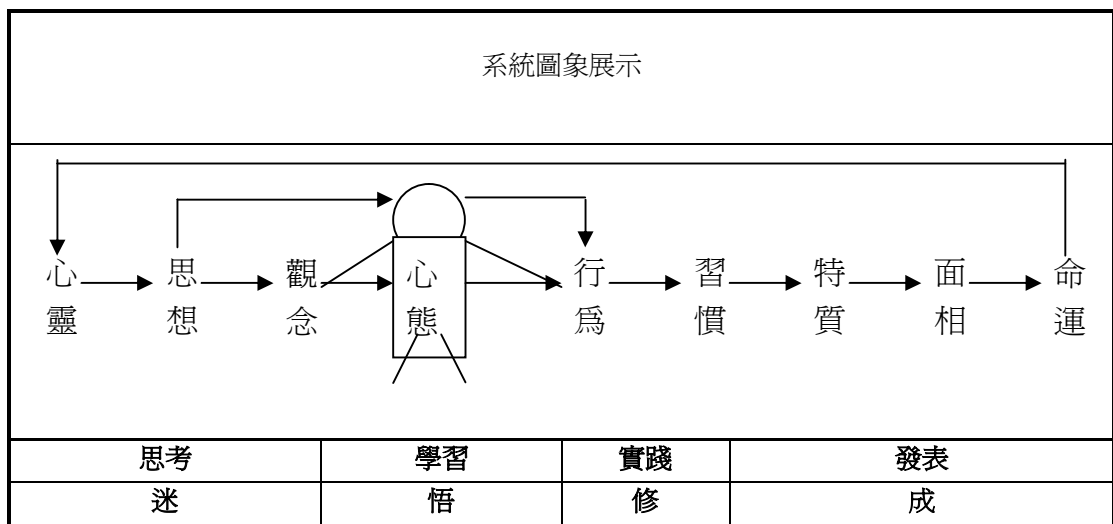 系統圖象展示
心靈
思想
觀念
心態
行為
習慣
特質
面相
命運
思考 學習 實踐 發表
迷 悟 修 成